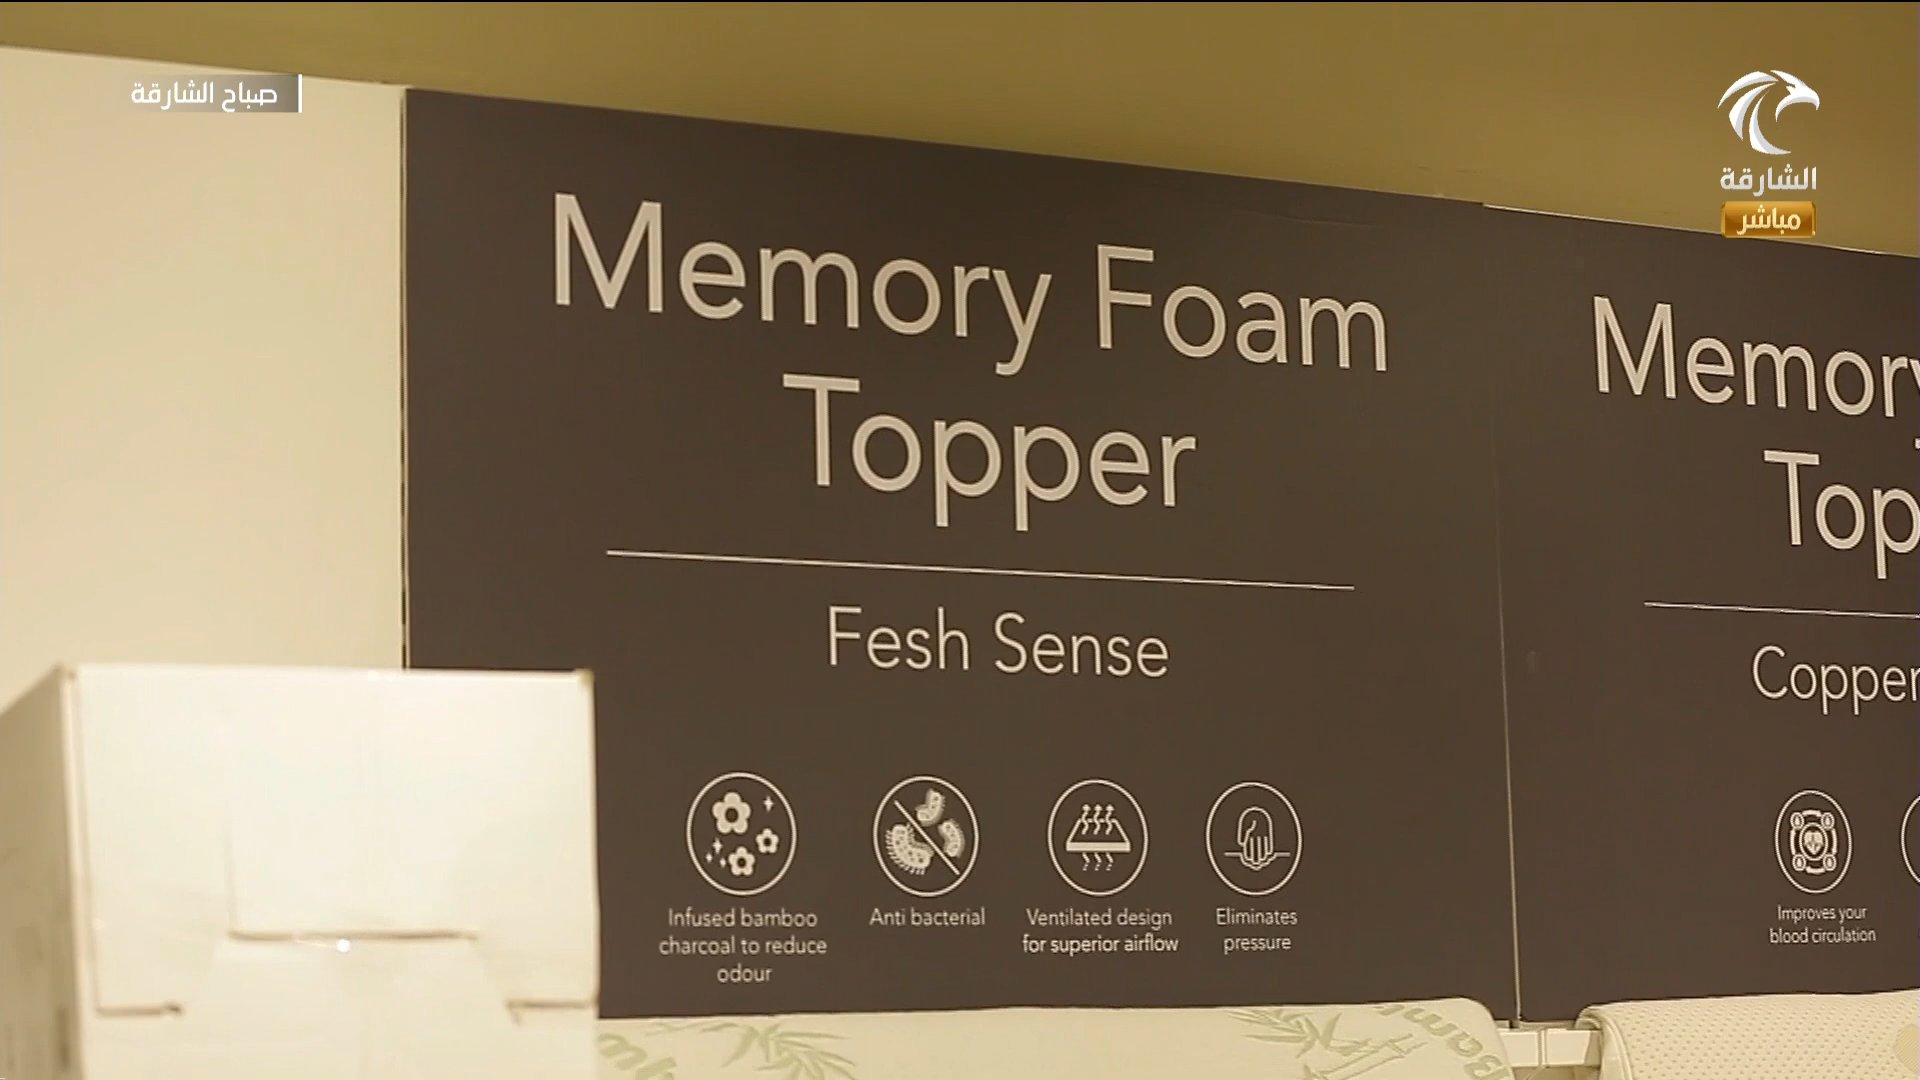 صباح الشارقة
الشارقة
مباشر
Memory Foam
Topper
Fesh Sense
Infused bamboo
charcoal to reduce
odour
Anti bacterial
Ventilated design
for superior airflow
Eliminates
pressure
Memory
Top
Copper
Improves your
blood circulation